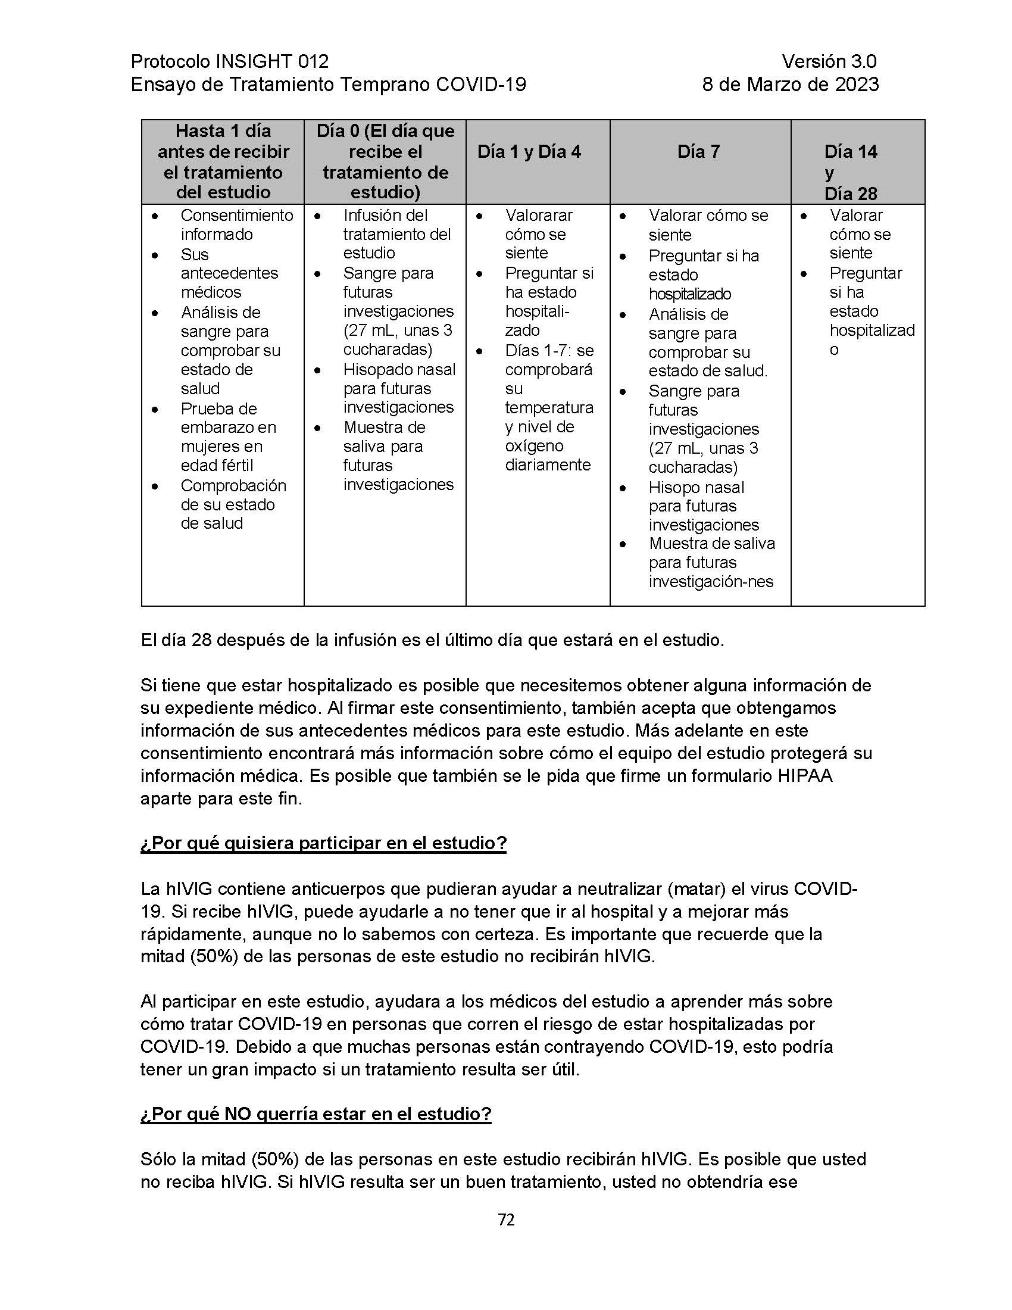 Protocolo INSIGHT 012 Versión 3.0
Ensayo de Tratamiento Temprano COVID-19 8 de Marzo de 2023
Hasta 1 día
antes de recibir
el tratamiento
del estudio
Día 0 (El día que
recibe el
tratamiento de
estudio)
Día 1 y Día 4
Día 7
Día 14
y
Día 28
• Consentimiento
informado
• Sus
antecedentes
médicos
• Análisis de
sangre para
comprobar su
estado de
salud
• Prueba de
embarazo en
mujeres en
edad fértil
• Comprobación
de su estado
de salud
• Infusión del
tratamiento del
estudio
• Sangre para
futuras
investigaciones
(27 mL, unas 3
cucharadas)
• Hisopado nasal
para futuras
investigaciones
• Muestra de
saliva para
futuras
investigaciones
• Valorarar
cómo se
siente
• Preguntar si
ha estado
hospitali-
zado
• Días 1-7: se
comprobará
su
temperatura
y nivel de
oxígeno
diariamente
• Valorar cómo se
siente
• Preguntar si ha
estado
hospitalizado
• Análisis de
sangre para
comprobar su
estado de salud.
• Sangre para
futuras
investigaciones
(27 mL, unas 3
cucharadas)
• Hisopo nasal
para futuras
investigaciones
• Muestra de saliva
para futuras
investigación-nes
• Valorar
cómo se
siente
• Preguntar
si ha
estado
hospitalizad
o
El día 28 después de la infusión es el último día que estará en el estudio.
Si tiene que estar hospitalizado es posible que necesitemos obtener alguna información de
su expediente médico. Al firmar este consentimiento, también acepta que obtengamos
información de sus antecedentes médicos para este estudio. Más adelante en este
consentimiento encontrará más información sobre cómo el equipo del estudio protegerá su
información médica. Es posible que también se le pida que firme un formulario HIPAA
aparte para este fin.
¿Por qué quisiera participar en el estudio?
La hIVIG contiene anticuerpos que pudieran ayudar a neutralizar (matar) el virus COVID-
19. Si recibe hIVIG, puede ayudarle a no tener que ir al hospital y a mejorar más
rápidamente, aunque no lo sabemos con certeza. Es importante que recuerde que la
mitad (50%) de las personas de este estudio no recibirán hIVIG.
Al participar en este estudio, ayudara a los médicos del estudio a aprender más sobre
cómo tratar COVID-19 en personas que corren el riesgo de estar hospitalizadas por
COVID-19. Debido a que muchas personas están contrayendo COVID-19, esto podría
tener un gran impacto si un tratamiento resulta ser útil.
¿Por qué NO querría estar en el estudio?
Sólo la mitad (50%) de las personas en este estudio recibirán hIVIG. Es posible que usted
no reciba hIVIG. Si hIVIG resulta ser un buen tratamiento, usted no obtendría ese
72